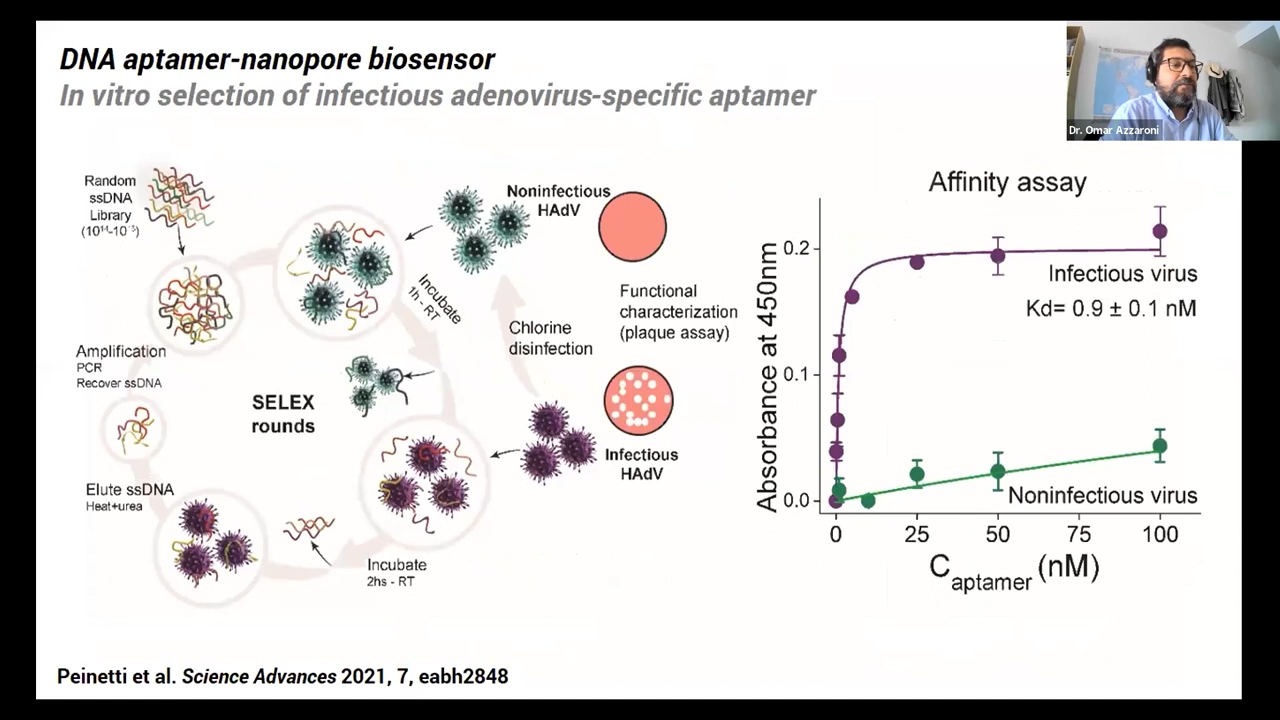 DNA aptamer-nanopore biosensor
In vitro selection of infectious adenovirus-specific aptamer
Dr. Omar Azzaroni
Random
ssDNA
Library
Amplification
PCR
Recover ssDNA
Elute ssDNA
Heat+urea
SELEX
rounds
Incubate
1h - RT
Incubate
2hs - RT
Noninfectious
HAdV
Chlorine
disinfection
Functional
characterization
(plaque assay)
Infectious
HAdV
Affinity assay
Absorbance at 450nm
0.2
0.1
0.0
Infectious virus
Kd= 0.9 ± 0.1 nM
Noninfectious virus
0 25 50 75 100
C aptamer (nM)
Peinetti et al. Science Advances 2021, 7, eabh2848